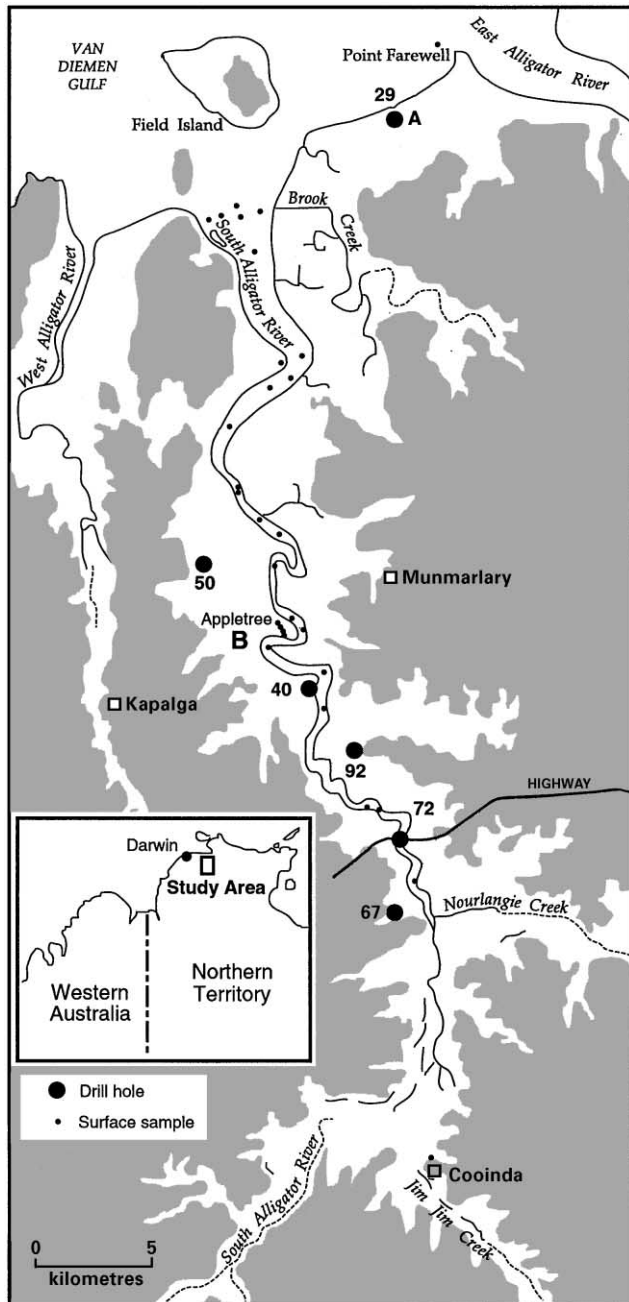 VAN
DIEMEN
GULF
Point Farewell
East Alligator
River
29
A
Field Island
Brook
Creek
South Alligator
River
West Alligator River
50
Munmarlary
Appletree
B
40
Kapalga
92
HIGHWAY
72
Darwin
Study Area
67
Nourlangie Creek
Western
Australia
Northern
Territory
Drill hole
Surface sample
South Alligator River
Cooinda
Jim Jim Creek
0 5
kilometres